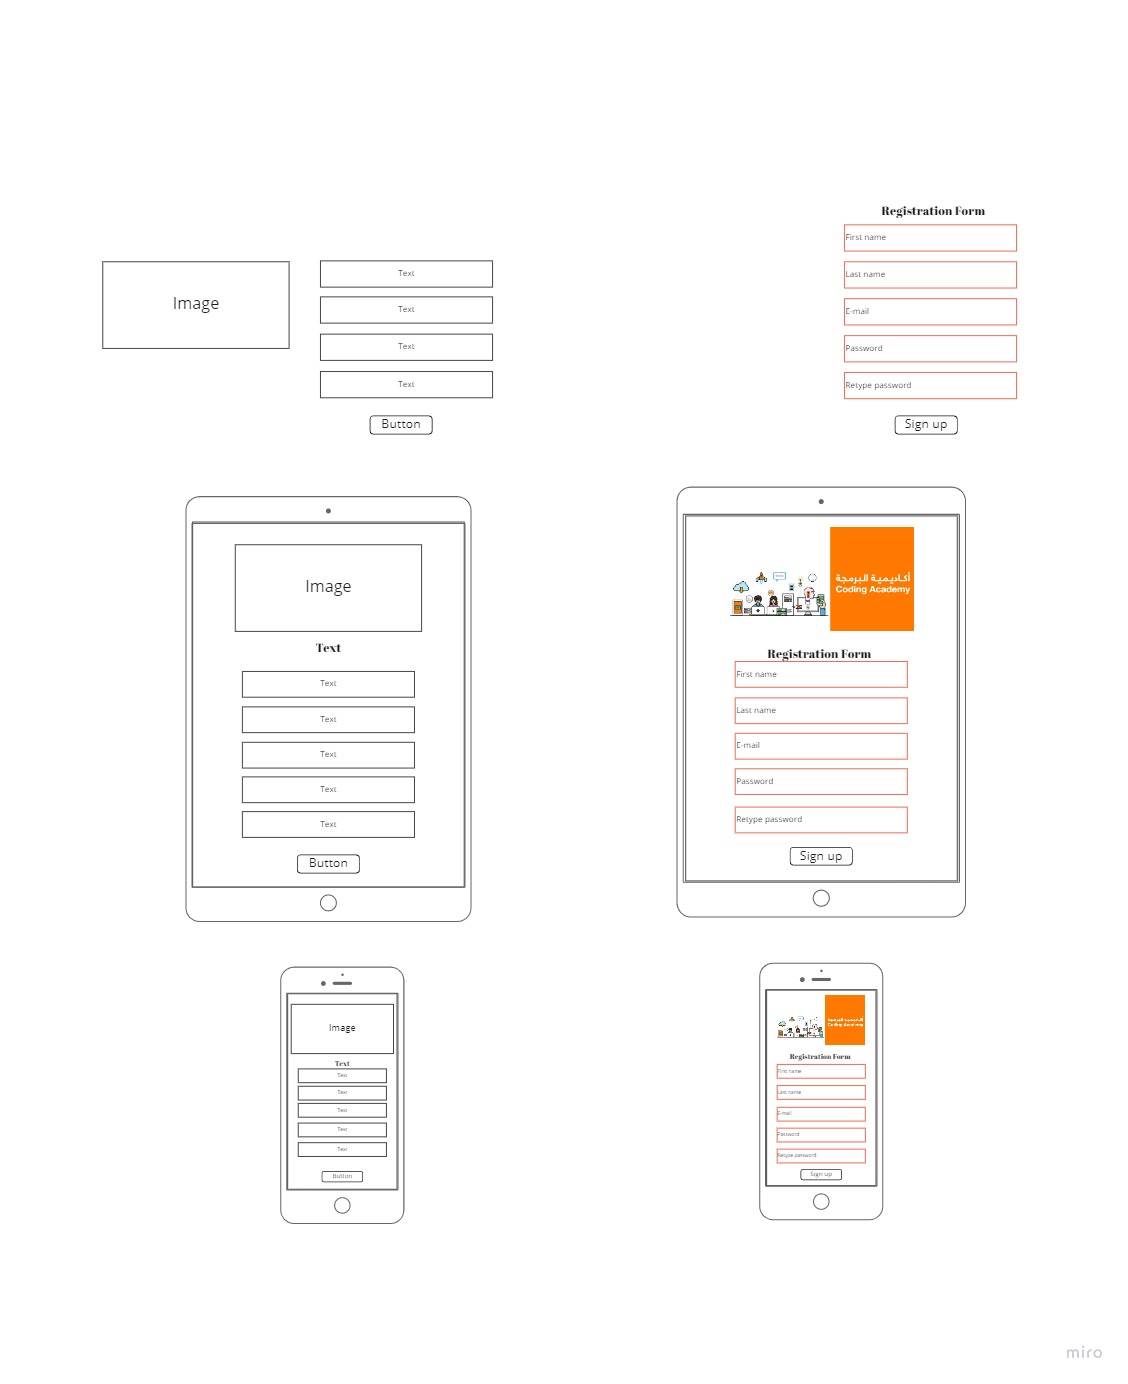 Image
Text
Text
Text
Text
Button
Registration Form
First name
Last name
E-mail
Password
Retype password
Sign up
Image
Text
Text
Text
Text
Text
Text
Button
أكاديمية البرمجة
Coding Academy
Registration Form
First name
Last name
E-mail
Password
Retype password
Sign up
Image
Text
Text
Text
Text
Text
Text
Button
أكاديمية البرمجة
Coding Academy
Registration Form
First name
Last name
E-mail
Password
Retype password
Sign up
miro